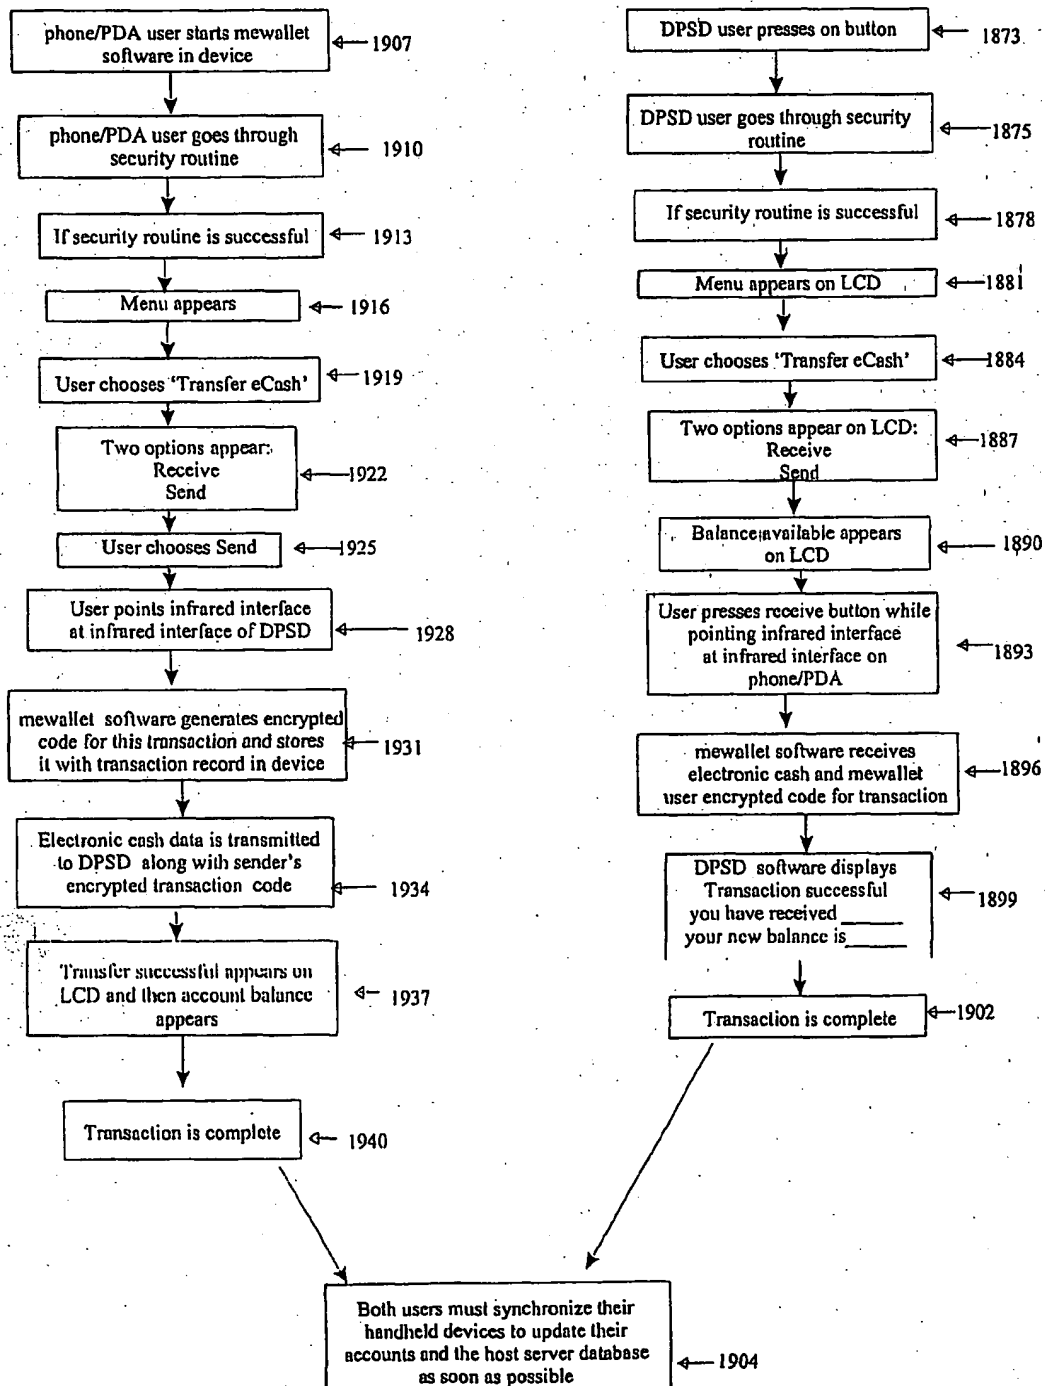 phone/PDA user starts mewallet
software in device
1907
phone/PDA user goes through
security routine
1910
If security routine is successful
1913
Menu appears
1916
User chooses ‘Transfer eCash’
1919
Two options appear:
Receive
Send
1922
User chooses Send
1925
User points infrared interface
at infrared interface of DPSD
1928
mewallet software generates encrypted
code for this transaction and stores
it with transaction record in device
1931
Electronic cash data is transmitted
to DPSD along with sender's
encrypted transaction code
1934
Transfer successful appears on
LCD and then account balance
appears
1937
Transaction is complete
1940
DPSD user presses on button
1873
DPSD user goes through security
routine
1875
If security routine is successful
1878
Menu appears on LCD
1881
User chooses ‘Transfer eCash’
1884
Two options appear on LCD:
Receive
Send
1887
Balance available appears
on LCD
1890
User presses receive button while
pointing infrared interface
at infrared interface on
phone/PDA
1893
mewallet software receives
electronic cash and mewallet
user encrypted code for transaction
1896
DPSD software displays
Transaction successful
you have received ______
your new balance is______
1899
Transaction is complete
1902
Both users must synchronize their
handheld devices to update their
accounts and the host server database
as soon as possible
1904